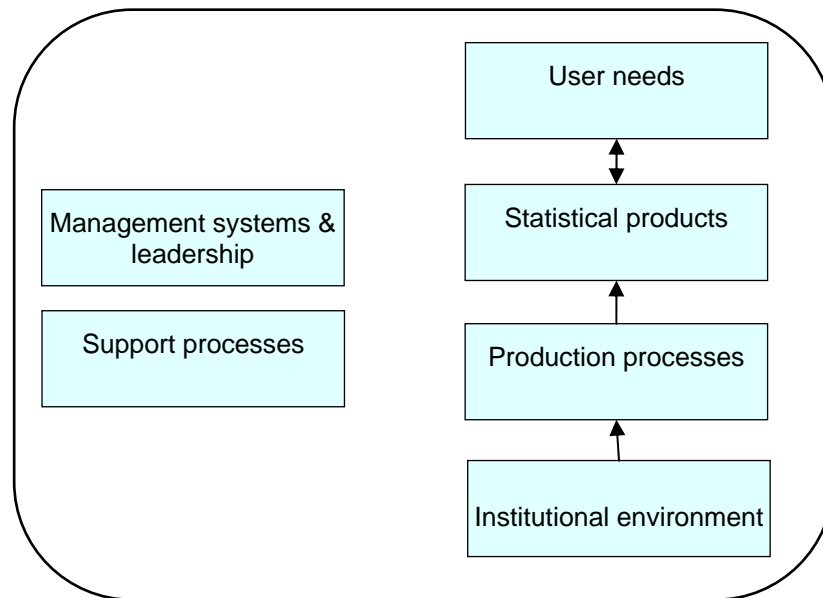 User needs
Statistical products
Management systems &
leadership
Support processes
Production processes
Institutional environment